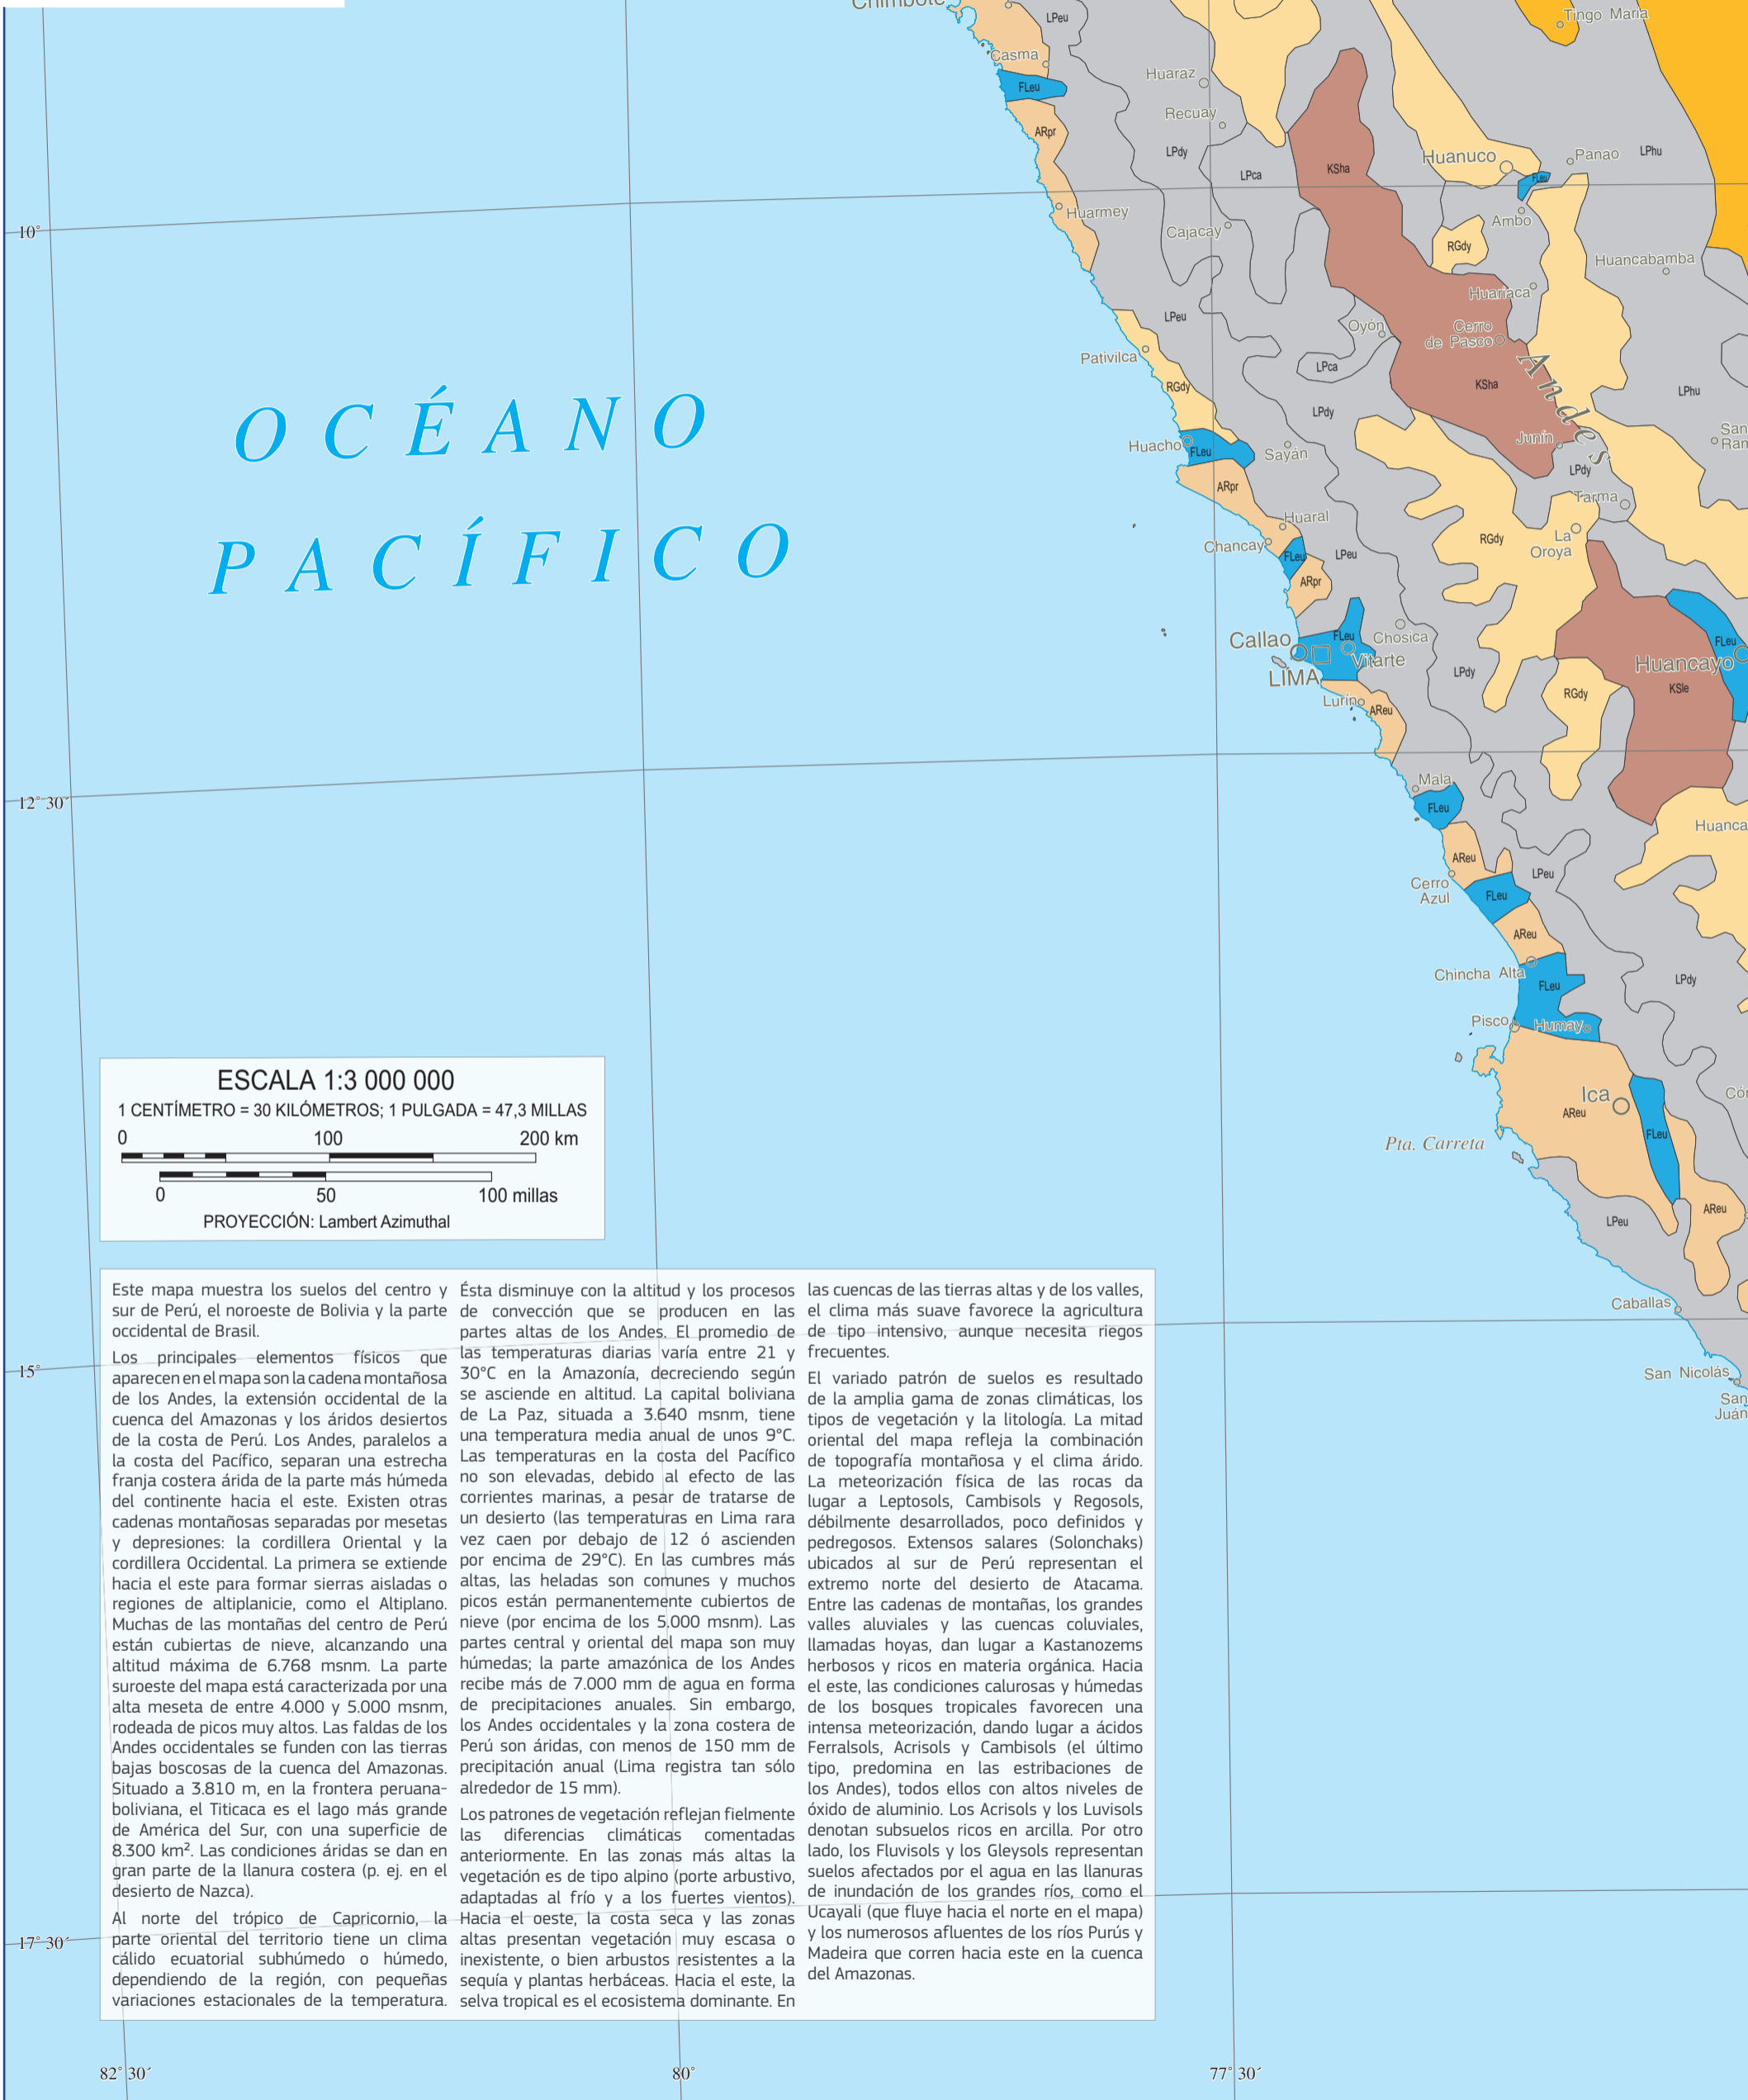 Chimbote
LPeu
Tingo Maria
Casma
Huaraz
FLeu
Recuay
ARpr
LPdy
LPca
KSha
Huanuco
Panao
LPhu
FLeu
10°
Huarmey
Cajacay
Ambo
RGdy
Huancabamba
Huariaca
LPeu
Oyón
Cerro
de Pasco
Pativilca
LPca
KSha
Andes
RGdy
LPdy
LPhu
OCÉANO
PACÍFICO
Huacho
FLeu
Sayán
Junín
San
Ram
LPdy
ARpr
Tarma
Huaral
Chancay
FLeu
LPeu
RGdy
La
Oroya
ARpr
Callao
FLeu
Chosica
Vitarte
LIMA
FLeu
Huancayo
LPdy
RGdy
KSle
Lurin
AReu
Mala
12° 30´
FLeu
Huanca
AReu
LPeu
Cerro
Azul
FLeu
AReu
Chincha Alta
FLeu
LPdy
Pisco
Humay
Ica
AReu
Có
FLeu
Pta. Carreta
LPeu
AReu
Caballas
15°
San Nicolás
San
Juán
ESCALA 1:3 000 000
1 CENTÍMETRO = 30 KILÓMETROS; 1 PULGADA = 47,3 MILLAS
0 100 200 km
0 50 100 millas
PROYECCIÓN: Lambert Azimuthal
Este mapa muestra los suelos del centro y
sur de Perú, el noroeste de Bolivia y la parte
occidental de Brasil.
Los principales elementos físicos que
aparecen en el mapa son la cadena montañosa
de los Andes, la extensión occidental de la
cuenca del Amazonas y los áridos desiertos
de la costa de Perú. Los Andes, paralelos a
la costa del Pacífico, separan una estrecha
franja costera árida de la parte más húmeda
del continente hacia el este. Existen otras
cadenas montañosas separadas por mesetas
y depresiones: la cordillera Oriental y la
cordillera Occidental. La primera se extiende
hacia el este para formar sierras aisladas o
regiones de altiplanicie, como el Altiplano.
Muchas de las montañas del centro de Perú
están cubiertas de nieve, alcanzando una
altitud máxima de 6.768 msnm. La parte
suroeste del mapa está caracterizada por una
alta meseta de entre 4.000 y 5.000 msnm,
rodeada de picos muy altos. Las faldas de los
Andes occidentales se funden con las tierras
bajas boscosas de la cuenca del Amazonas.
Situado a 3.810 m, en la frontera peruana-
boliviana, el Titicaca es el lago más grande
de América del Sur, con una superficie de
8.300 km². Las condiciones áridas se dan en
gran parte de la llanura costera (p. ej. en el
desierto de Nazca).
Al norte del trópico de Capricornio, la
parte oriental del territorio tiene un clima
cálido ecuatorial subhúmedo o húmedo,
dependiendo de la región, con pequeñas
variaciones estacionales de la temperatura.
Ésta disminuye con la altitud y los procesos
de convección que se producen en las
partes altas de los Andes. El promedio de
las temperaturas diarias varía entre 21 y
30°C en la Amazonía, decreciendo según
se asciende en altitud. La capital boliviana
de La Paz, situada a 3.640 msnm, tiene
una temperatura media anual de unos 9°C.
Las temperaturas en la costa del Pacífico
no son elevadas, debido al efecto de las
corrientes marinas, a pesar de tratarse de
un desierto (las temperaturas en Lima rara
vez caen por debajo de 12 ó ascienden
por encima de 29°C). En las cumbres más
altas, las heladas son comunes y muchos
picos están permanentemente cubiertos de
nieve (por encima de los 5.000 msnm). Las
partes central y oriental del mapa son muy
húmedas; la parte amazónica de los Andes
recibe más de 7.000 mm de agua en forma
de precipitaciones anuales. Sin embargo,
los Andes occidentales y la zona costera de
Perú son áridas, con menos de 150 mm de
precipitación anual (Lima registra tan sólo
alrededor de 15 mm).
Los patrones de vegetación reflejan fielmente
las diferencias climáticas comentadas
anteriormente. En las zonas más altas la
vegetación es de tipo alpino (porte arbustivo,
adaptadas al frío y a los fuertes vientos).
Hacia el oeste, la costa seca y las zonas
altas presentan vegetación muy escasa o
inexistente, o bien arbustos resistentes a la
sequía y plantas herbáceas. Hacia el este, la
selva tropical es el ecosistema dominante. En
las cuencas de las tierras altas y de los valles,
el clima más suave favorece la agricultura
de tipo intensivo, aunque necesita riegos
frecuentes.
El variado patrón de suelos es resultado
de la amplia gama de zonas climáticas, los
tipos de vegetación y la litología. La mitad
oriental del mapa refleja la combinación
de topografía montañosa y el clima árido.
La meteorización física de las rocas da
lugar a Leptosols, Cambisols y Regosols,
débilmente desarrollados, poco definidos y
pedregosos. Extensos salares (Solonchaks)
ubicados al sur de Perú representan el
extremo norte del desierto de Atacama.
Entre las cadenas de montañas, los grandes
valles aluviales y las cuencas coluviales,
llamadas hoyas, dan lugar a Kastanozems
herbosos y ricos en materia orgánica. Hacia
el este, las condiciones calurosas y húmedas
de los bosques tropicales favorecen una
intensa meteorización, dando lugar a ácidos
Ferralsols, Acrisols y Cambisols (el último
tipo, predomina en las estribaciones de
los Andes), todos ellos con altos niveles de
óxido de aluminio. Los Acrisols y los Luvisols
denotan subsuelos ricos en arcilla. Por otro
lado, los Fluvisols y los Gleysols representan
suelos afectados por el agua en las llanuras
de inundación de los grandes ríos, como el
Ucayali (que fluye hacia el norte en el mapa)
y los numerosos afluentes de los ríos Purús y
Madeira que corren hacia este en la cuenca
del Amazonas.
17° 30´
82° 30´
80°
77° 30´